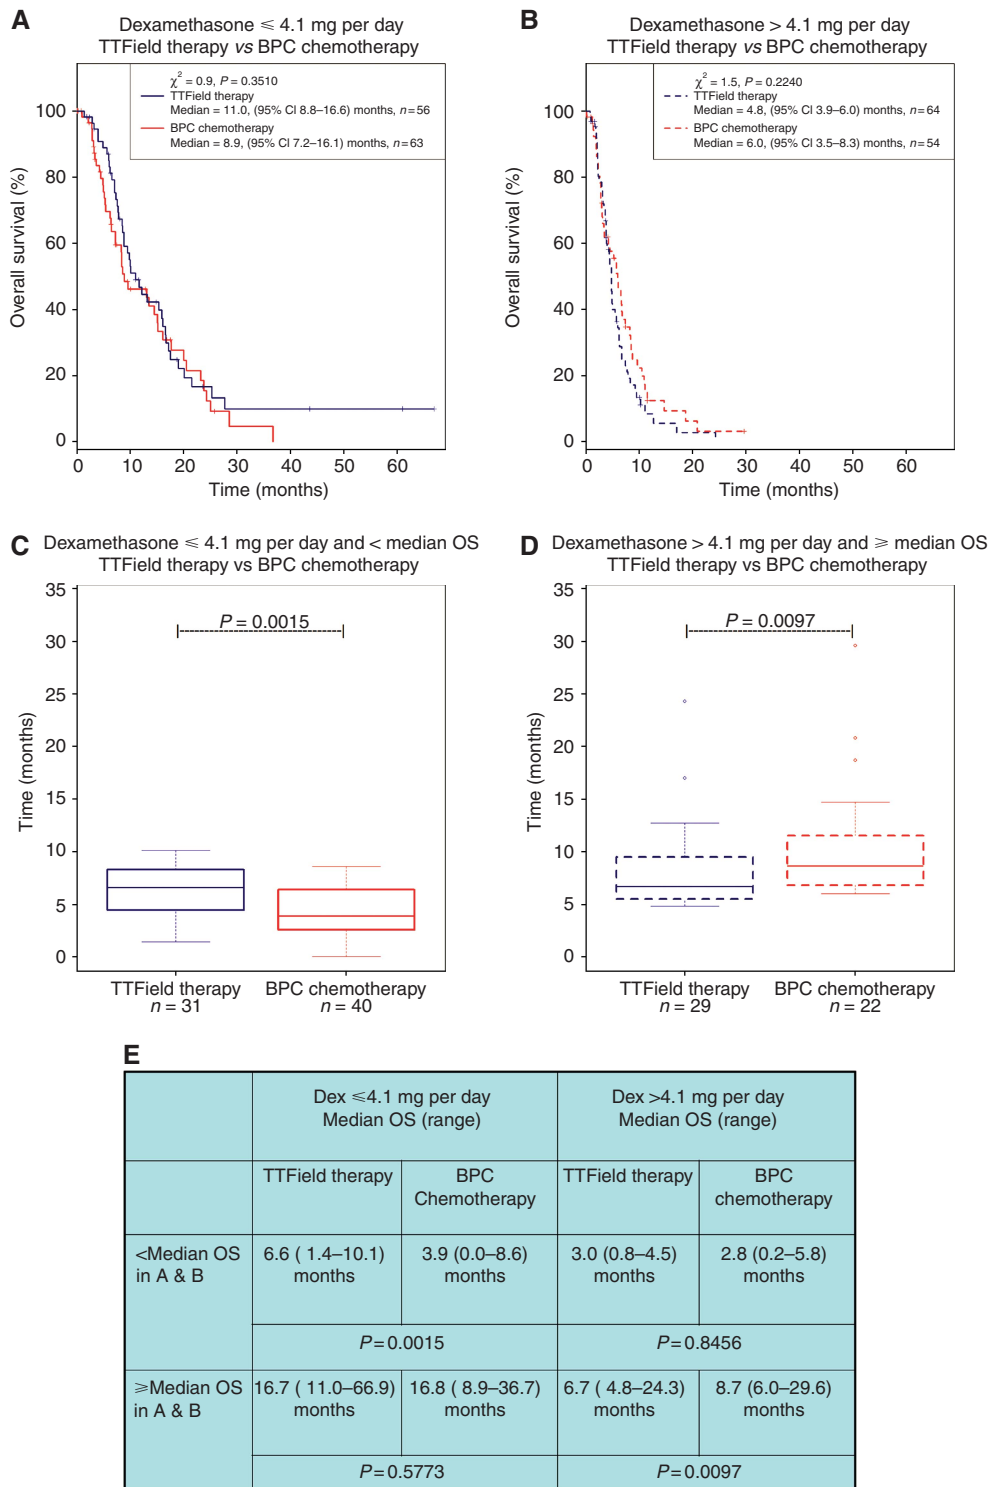 A
Dexamethasone ⩽ 4.1 mg per day
TTField therapy vs BPC chemotherapy
χ2 = 0.9, P = 0.3510
TTField therapy
Median = 11.0, (95% CI 8.8–16.6) months, n=56
BPC chemotherapy
Median = 8.9, (95% CI 7.2–16.1) months, n=63
Overall survival (%)
100
80
60
40
20
0
0 10 20 30 40 50 60
Time (months)
B
Dexamethasone > 4.1 mg per day
TTField therapy vs BPC chemotherapy
χ2 = 1.5, P = 0.2240
TTField therapy
Median = 4.8, (95% CI 3.9–6.0) months, n=64
BPC chemotherapy
Median = 6.0, (95% CI 3.5–8.3) months, n=54
Overall survival (%)
100
80
60
40
20
0
0 10 20 30 40 50 60
Time (months)
C
Dexamethasone ⩽ 4.1 mg per day and < median OS
TTField therapy vs BPC chemotherapy
P = 0.0015
Time (months)
35
30
25
20
15
10
5
0
TTField therapy BPC chemotherapy
n = 31 n = 40
D
Dexamethasone > 4.1 mg per day and ⩾ median OS
TTField therapy vs BPC chemotherapy
P = 0.0097
Time (months)
35
30
25
20
15
10
5
0
TTField therapy BPC chemotherapy
n = 29 n = 22
E
Dex ⩽4.1 mg per day Dex >4.1 mg per day
Median OS (range) Median OS (range)
TTField therapy BPC TTField therapy BPC
Chemotherapy chemotherapy
<Median OS 6.6 ( 1.4–10.1) 3.9 (0.0–8.6) 3.0 (0.8–4.5) 2.8 (0.2–5.8)
in A & B months months months months
P=0.0015 P=0.8456
⩾Median OS 16.7 ( 11.0–66.9) 16.8 ( 8.9–36.7) 6.7 ( 4.8–24.3) 8.7 (6.0–29.6)
in A & B months months months months
P=0.5773 P=0.0097